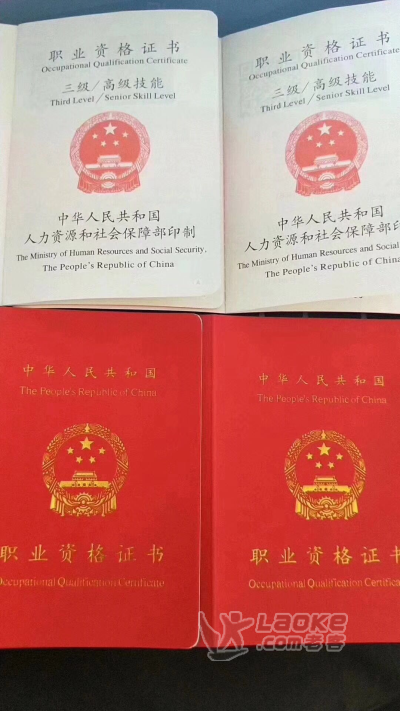 职业资格证书
Occupational Qualification Certificate
三级/高级技能
Third Level/Senior Skill Level
中华人民共和国
人力资源和社会保障部印制
The Ministry of Human Resources and Social Security,
The People's Republic of China
职业资格证书
Occupational Qualification Certificate
三级/高级技能
Third Level/Senior Skill Level
中华人民共和国
人力资源和社会保障部印
The Ministry of Human Resources and Social Securi
The People's Republic of China
中华人民共和国
The People's Republic of China
职业资格证书
Occupational Qualification Certificate
中华人民共和国
The People's Republic of China
职业资格证书
Occupational Qualification Certifica
LAOKE
.com考客